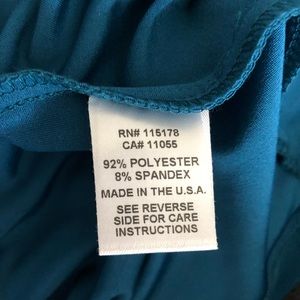 RN# 115178
CA# 11055
92% POLYESTER
8% SPANDEX
MADE IN THE U.S.A.
SEE REVERSE
SIDE FOR CARE
INSTRUCTIONS